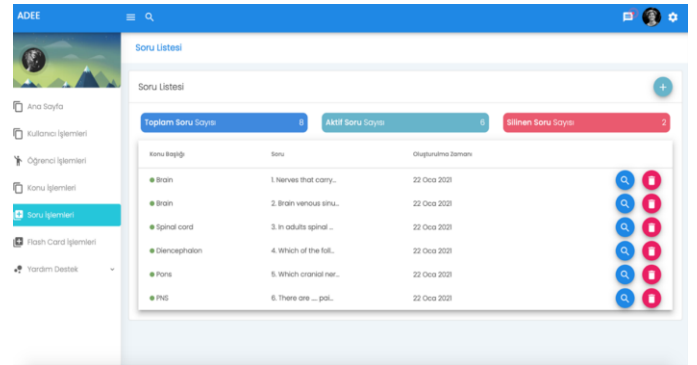 ADEE
Soru Listesi
Soru Listesi
Ana Sayfa
Kullanıcı İşlemleri
Öğrenci İşlemleri
Konu İşlemleri
Soru İşlemleri
Flash Card İşlemleri
Yardım Destek
Toplam Soru Sayısı 8
Aktif Soru Sayısı 6
Silinen Soru Sayısı 2
Konu Başlığı Soru Oluşturulma Zamanı
Brain 1. Nerves that carry... 22 Oca 2021
Brain 2. Brain venous sinu... 22 Oca 2021
Spinal cord 3. In adults spinal ... 22 Oca 2021
Diencephalon 4. Which of the foll... 22 Oca 2021
Pons 5. Which cranial ner... 22 Oca 2021
PNS 6. There are .... pai... 22 Oca 2021